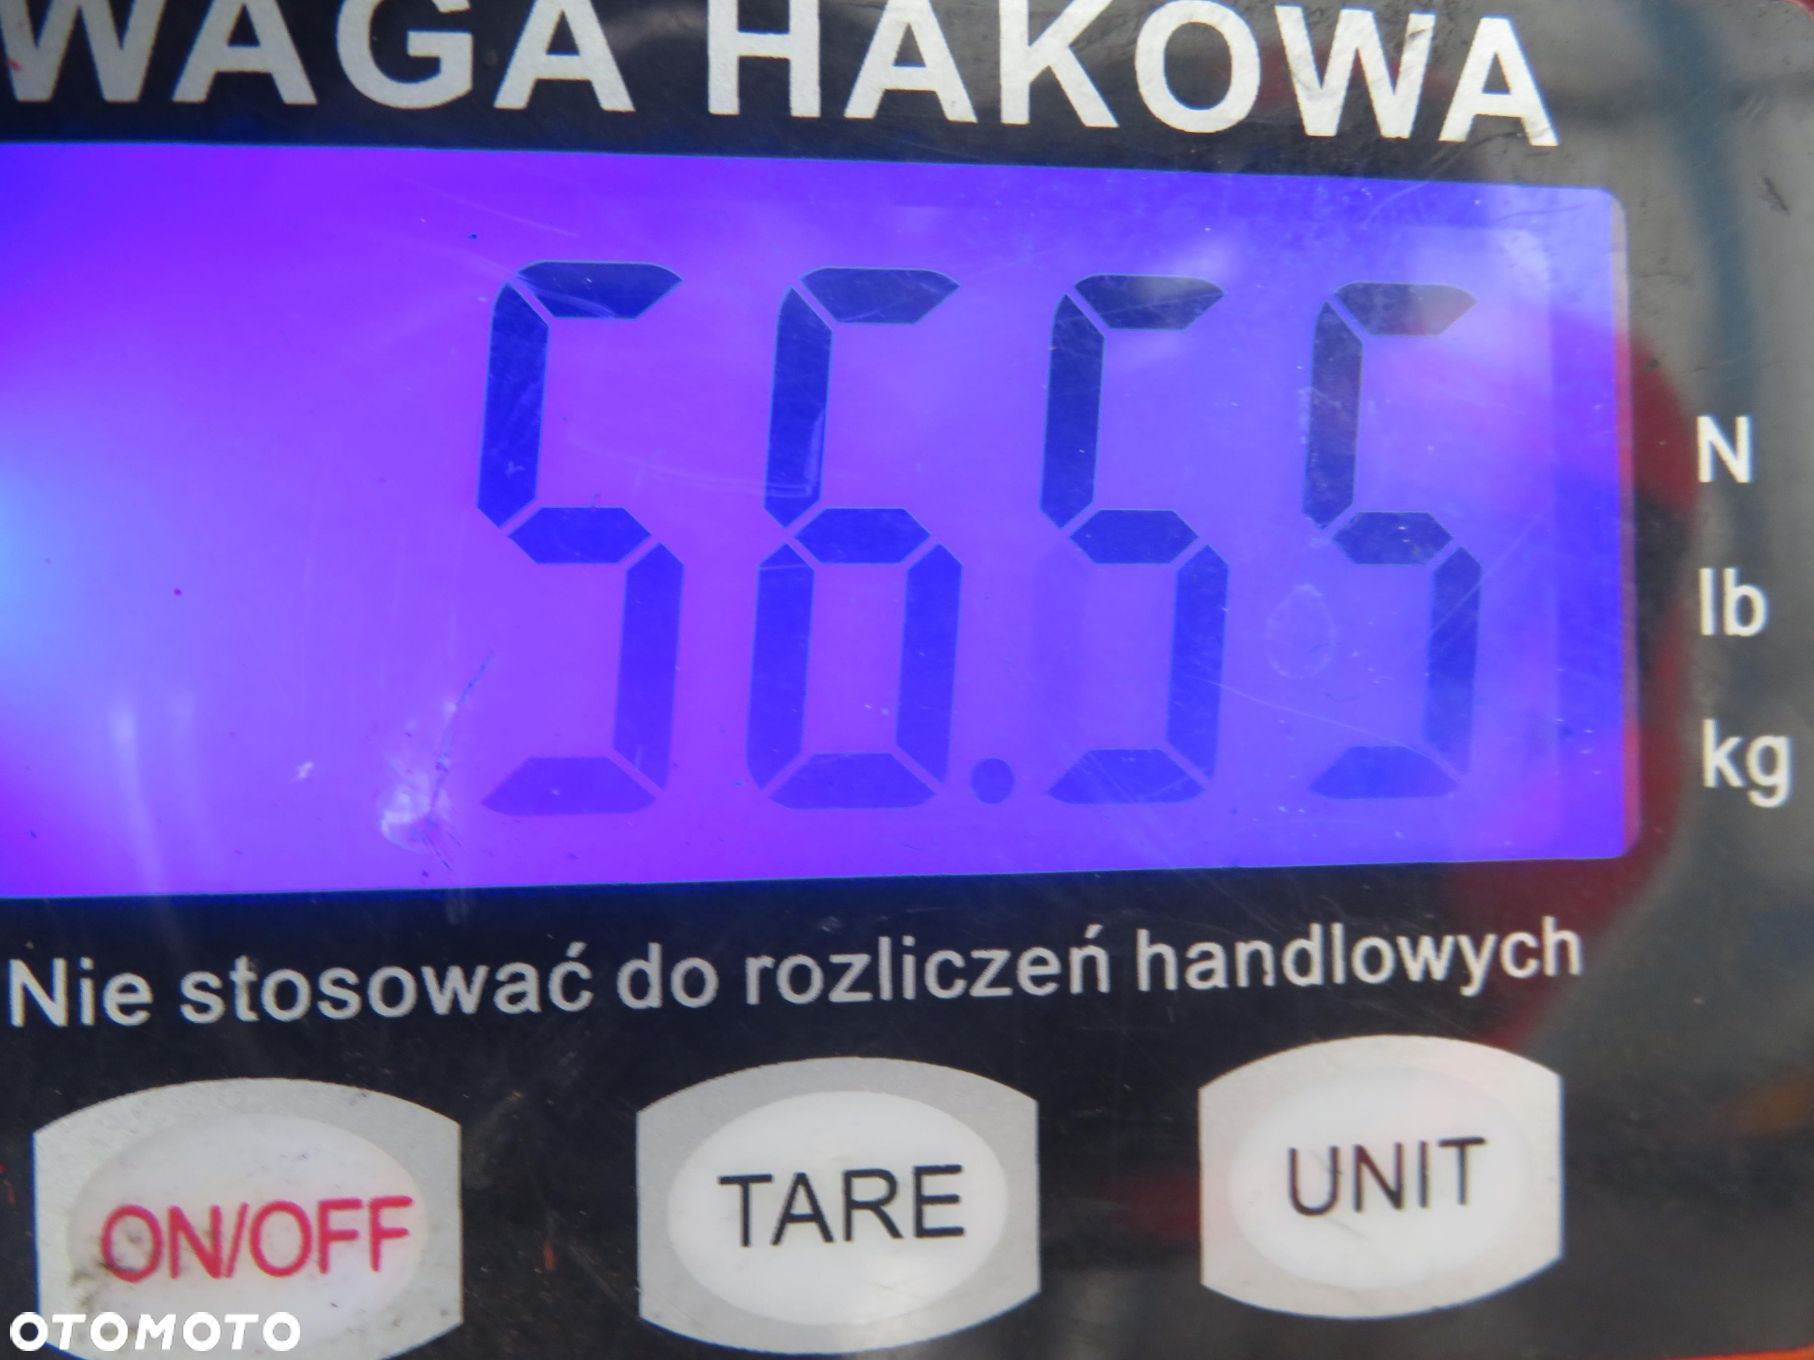 WAGA HAKOWA
56.55
N
lb
kg
Nie stosować do rozliczeń handlowych
ON/OFF
TARE
UNIT
OTOMOTO